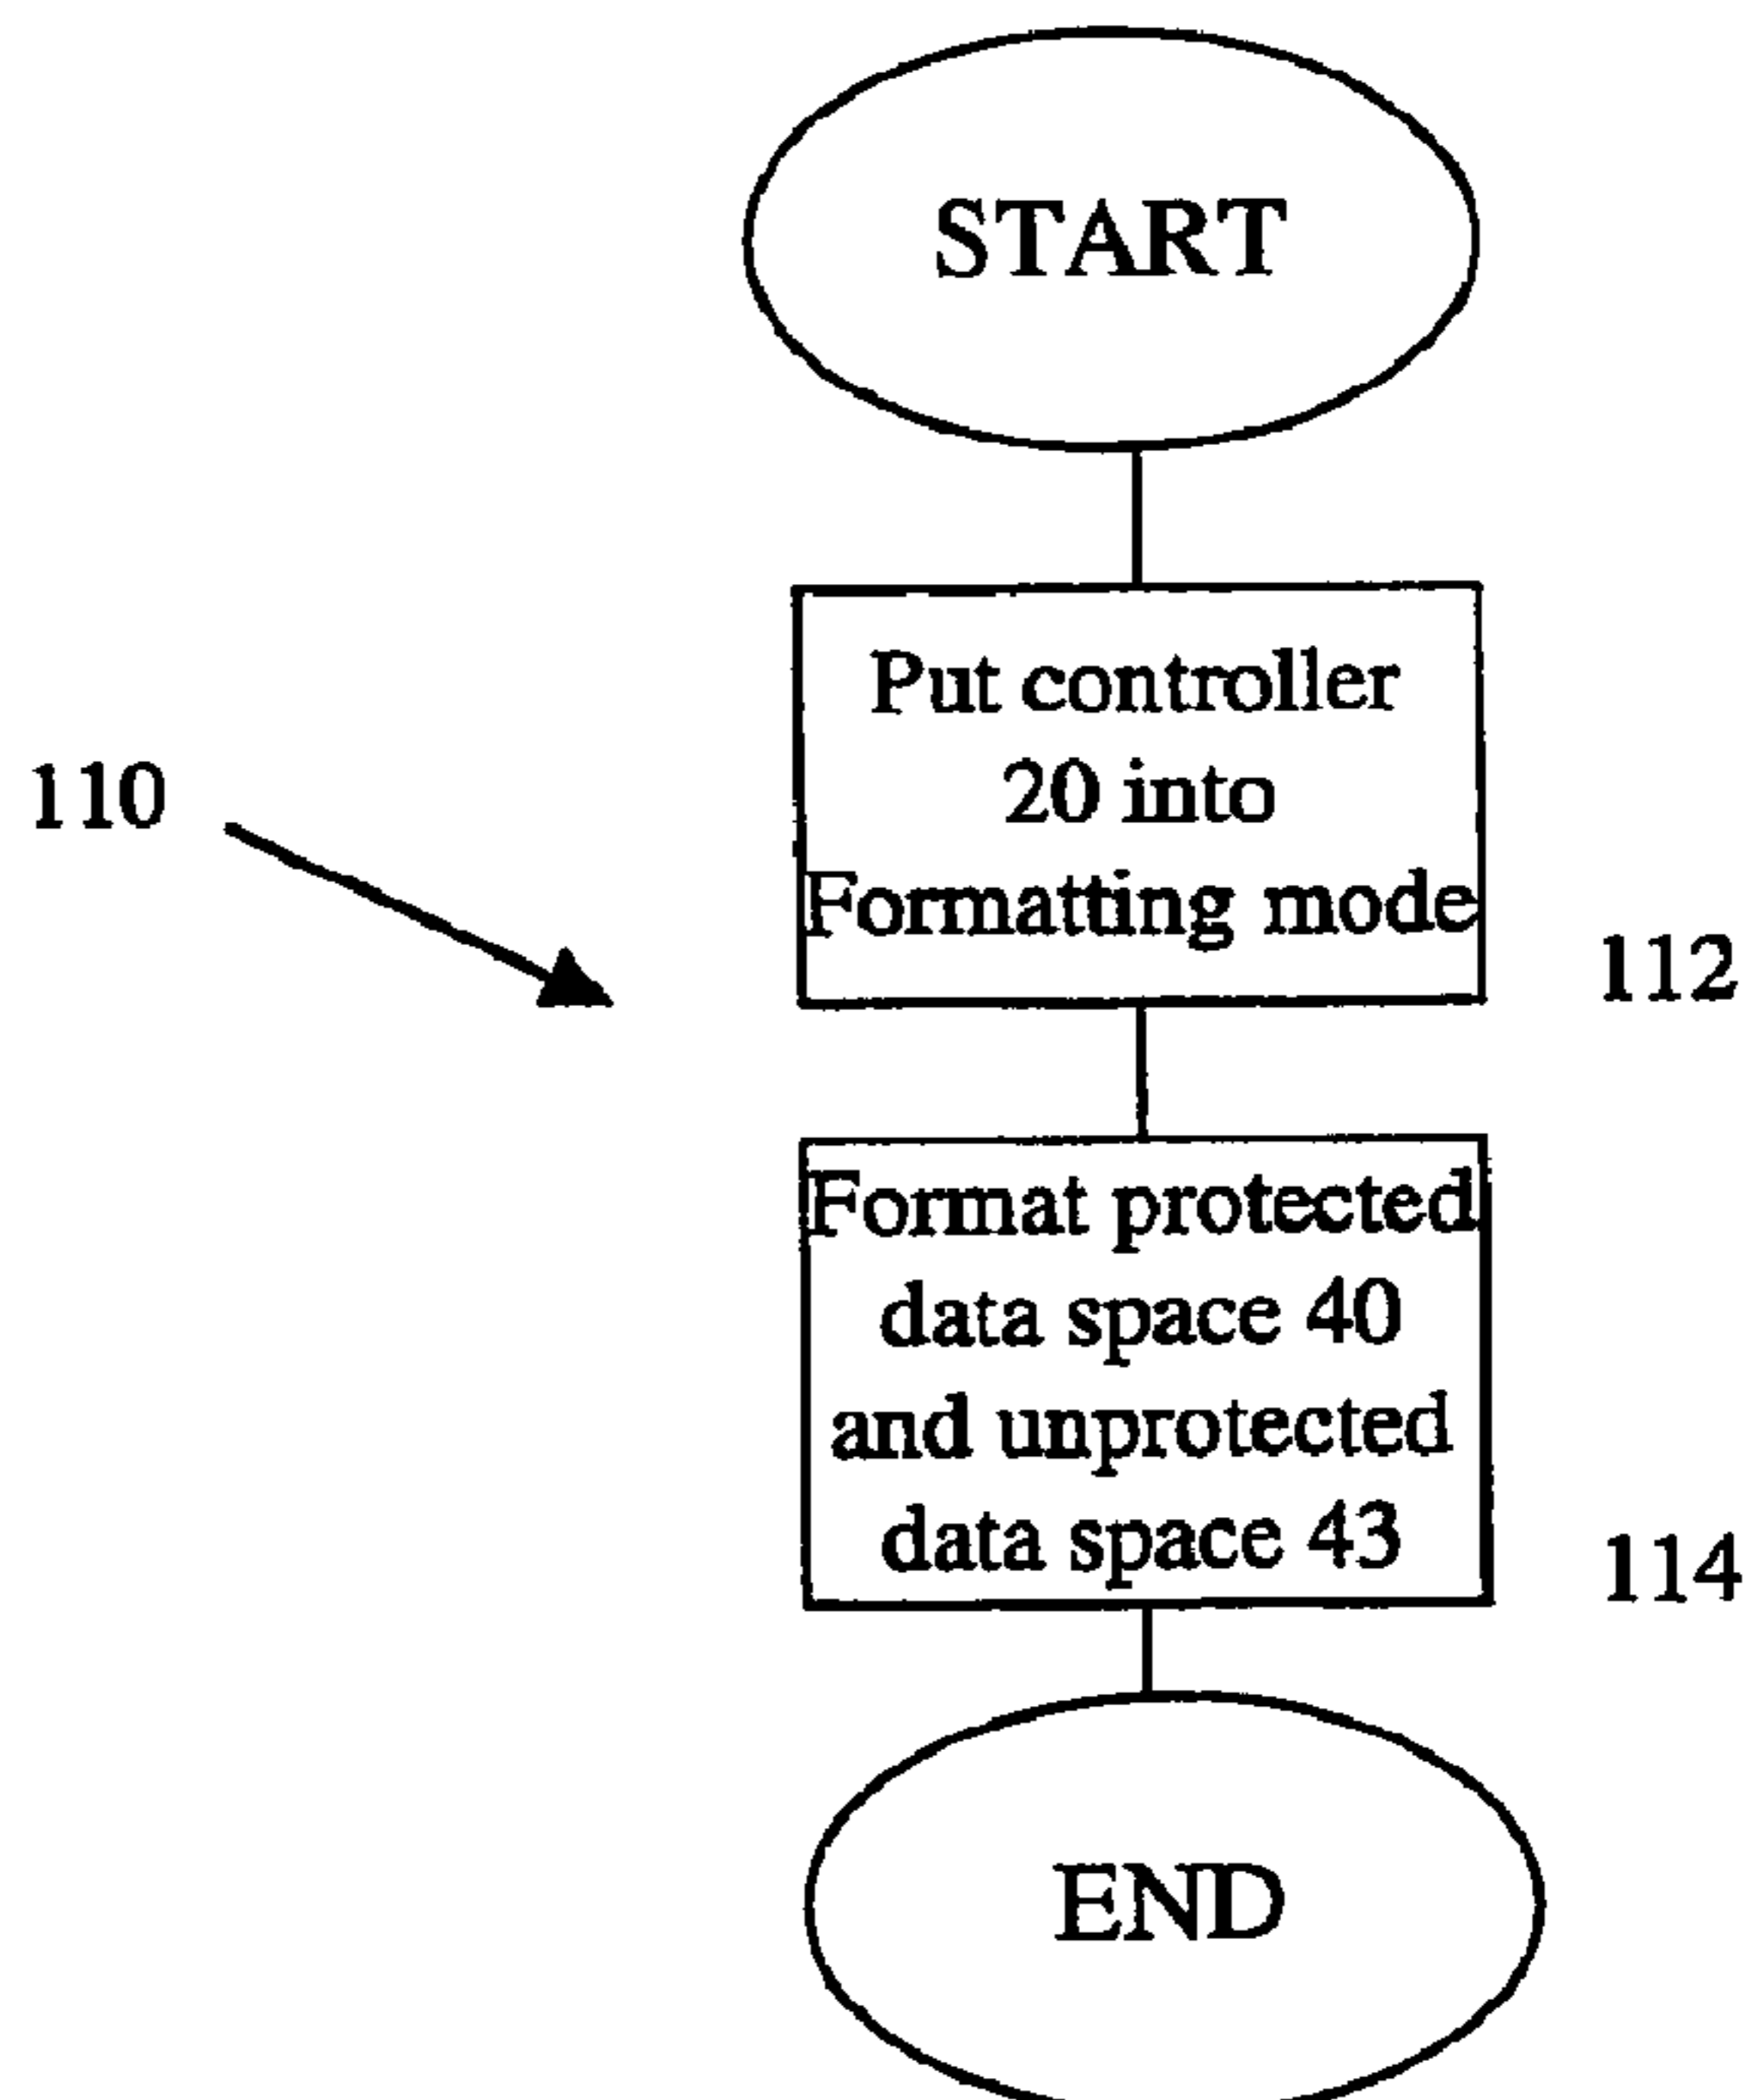 START
110
Put controller
20 into
Formatting mode
112
Format protected
data space 40
and unprotected
data space 43
114
END